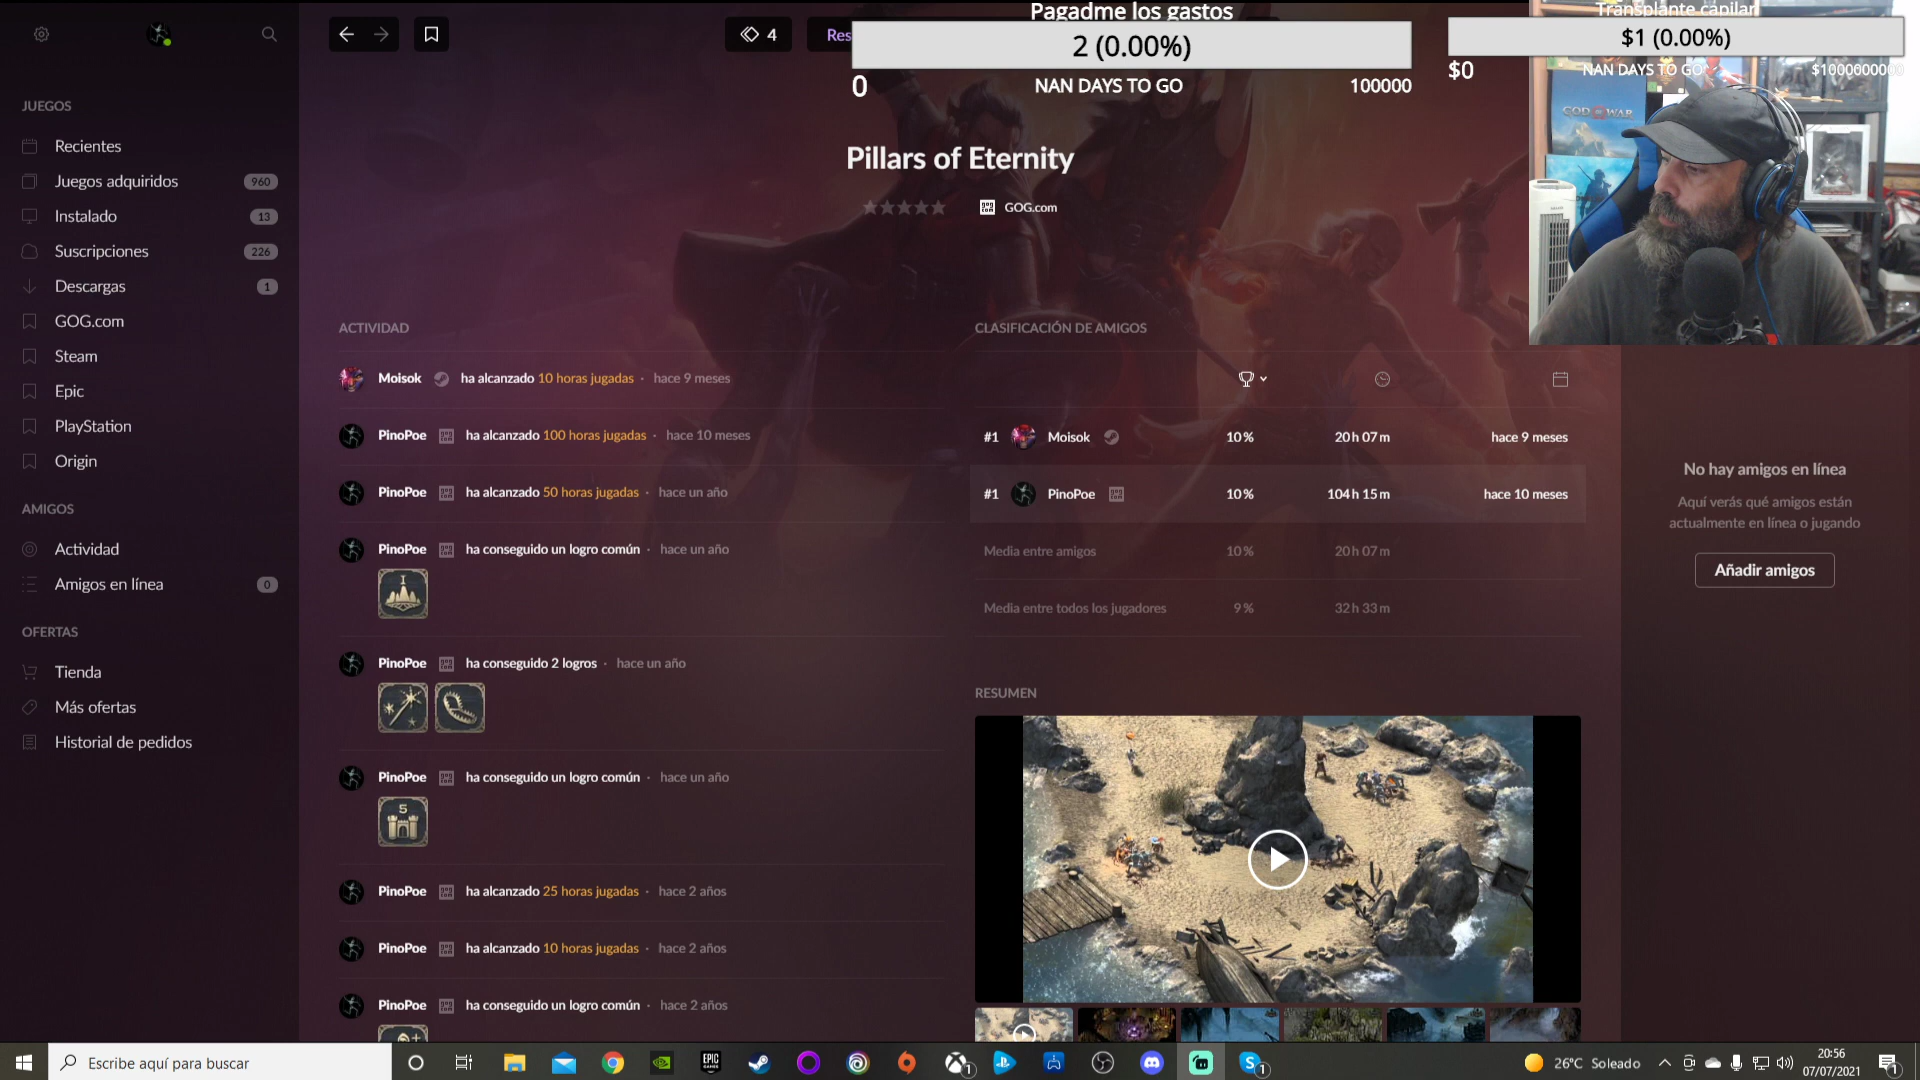 Pagadme los gastos
2 (0.00%)
0
NAN DAYS TO GO
100000
Transplante capilar
$1 (0.00%)
$0
NAN DAYS TO GO
4
Res
GOD WAR
JUEGOS
Recientes
Juegos adquiridos 960
Instalado 13
Suscripciones 226
Descargas 1
GOG.com
Steam
Epic
PlayStation
Origin
AMIGOS
Actividad
Amigos en línea 0
OFERTAS
Tienda
Más ofertas
Historial de pedidos
Pillars of Eternity
GOG.com
ACTIVIDAD
Moisok ha alcanzado 10 horas jugadas · hace 9 meses
PinoPoe ha alcanzado 100 horas jugadas · hace 10 meses
PinoPoe ha alcanzado 50 horas jugadas · hace un año
PinoPoe ha conseguido un logro común · hace un año
I
PinoPoe ha conseguido 2 logros · hace un año
PinoPoe ha conseguido un logro común · hace un año
5
PinoPoe ha alcanzado 25 horas jugadas · hace 2 años
PinoPoe ha alcanzado 10 horas jugadas · hace 2 años
PinoPoe ha conseguido un logro común · hace 2 años
CLASIFICACIÓN DE AMIGOS
#1 Moisok 10% 20h 07m hace 9 meses
#1 PinoPoe 10% 104h 15m hace 10 meses
Media entre amigos 10% 20h 07m
Media entre todos los jugadores 9% 32h 33m
RESUMEN
No hay amigos en línea
Aquí verás qué amigos están
actualmente en línea o jugando
Añadir amigos
Escribe aquí para buscar
EPIC GAMES
1
1
26°C Soleado
20:56
07/07/2021
1